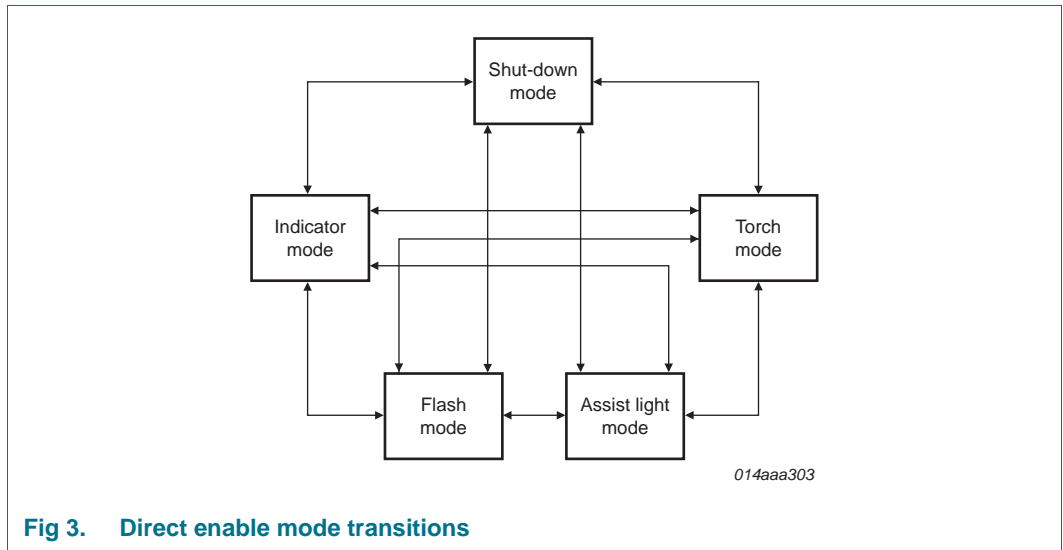 Shut-down
mode
Indicator
mode
Torch
mode
Flash
mode
Assist light
mode
014aaa303
Fig 3. Direct enable mode transitions